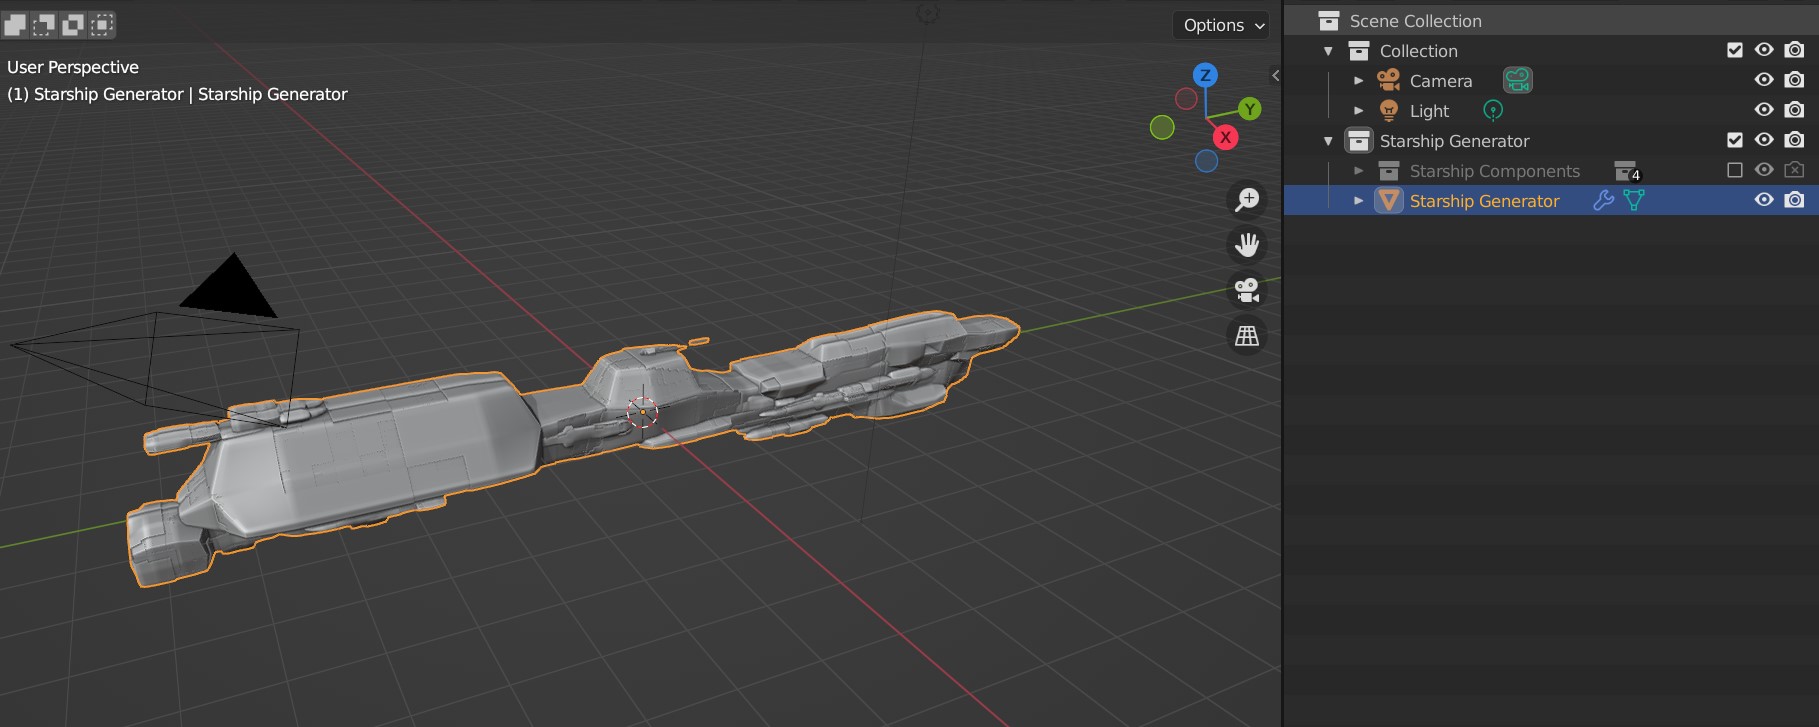 Options
User Perspective
(1) Starship Generator | Starship Generator
Z
Y
X
Scene Collection
Collection
Camera
Light
Starship Generator
Starship Components 4
Starship Generator